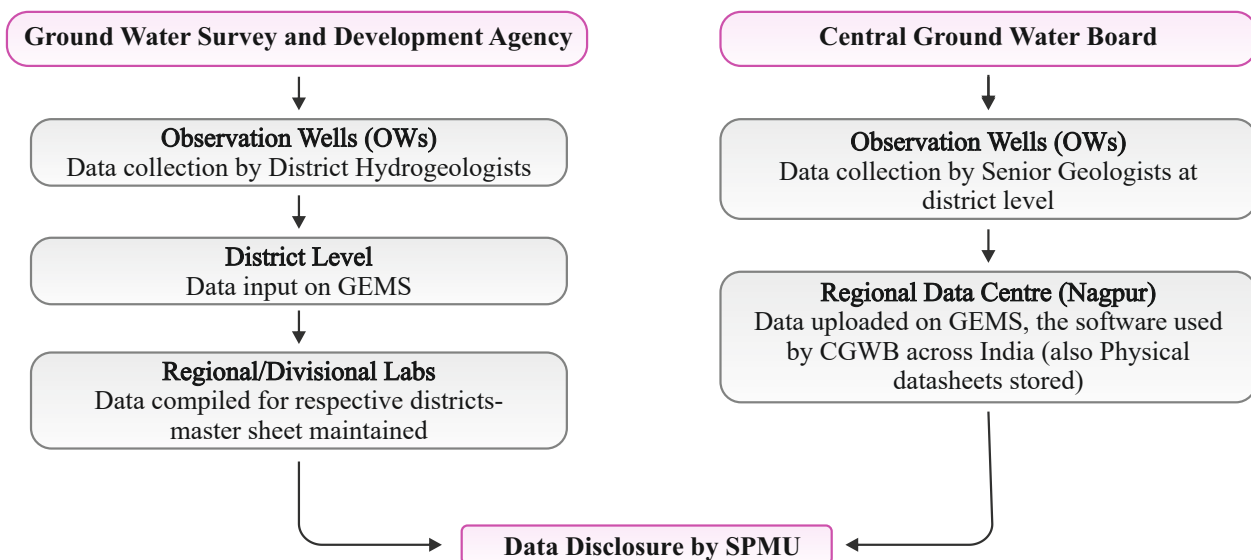 Ground Water Survey and Development Agency
Observation Wells (OWs)
Data collection by District Hydrogeologists
District Level
Data input on GEMS
Regional/Divisional Labs
Data compiled for respective districts-
master sheet maintained
Central Ground Water Board
Observation Wells (OWs)
Data collection by Senior Geologists at
district level
Regional Data Centre (Nagpur)
Data uploaded on GEMS, the software used
by CGWB across India (also Physical
datasheets stored)
Data Disclosure by SPMU